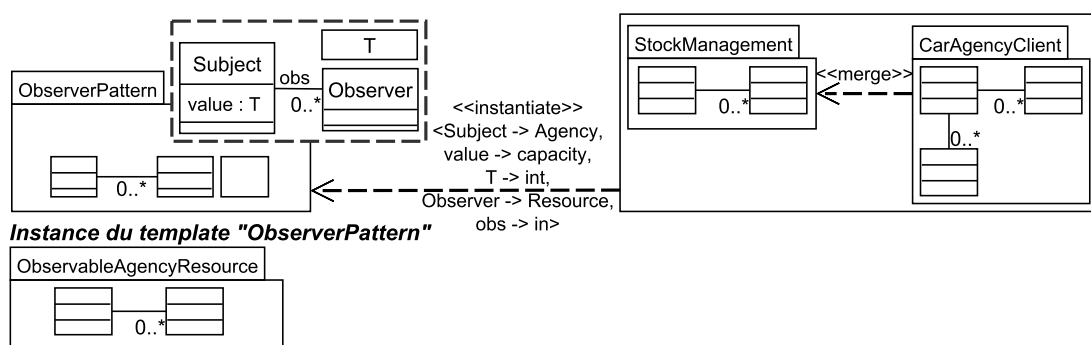 ObserverPattern
Subject
value : T
obs
0..*
T
Observer
0..*
<<instantiate>>
<Subject -> Agency,
value -> capacity,
T -> int,
Observer -> Resource,
obs -> in>
StockManagement
0..*
<<merge>>
CarAgencyClient
0..*
0..*
Instance du template "ObserverPattern"
ObservableAgencyResource
0..*